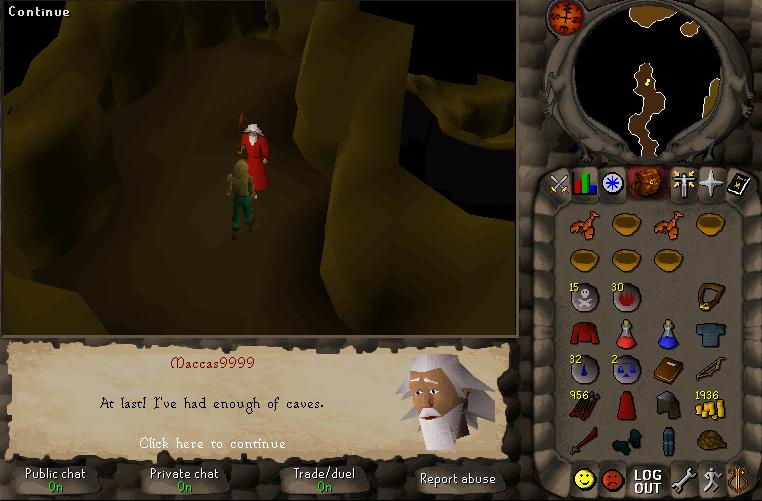 Continue
Maccas9999
At last! I've had enough of caves.
Click here to continue
Public chat
On
Private chat
On
Trade/duel
On
Report abuse
15
30
32
2
956
1936
LOG
OUT